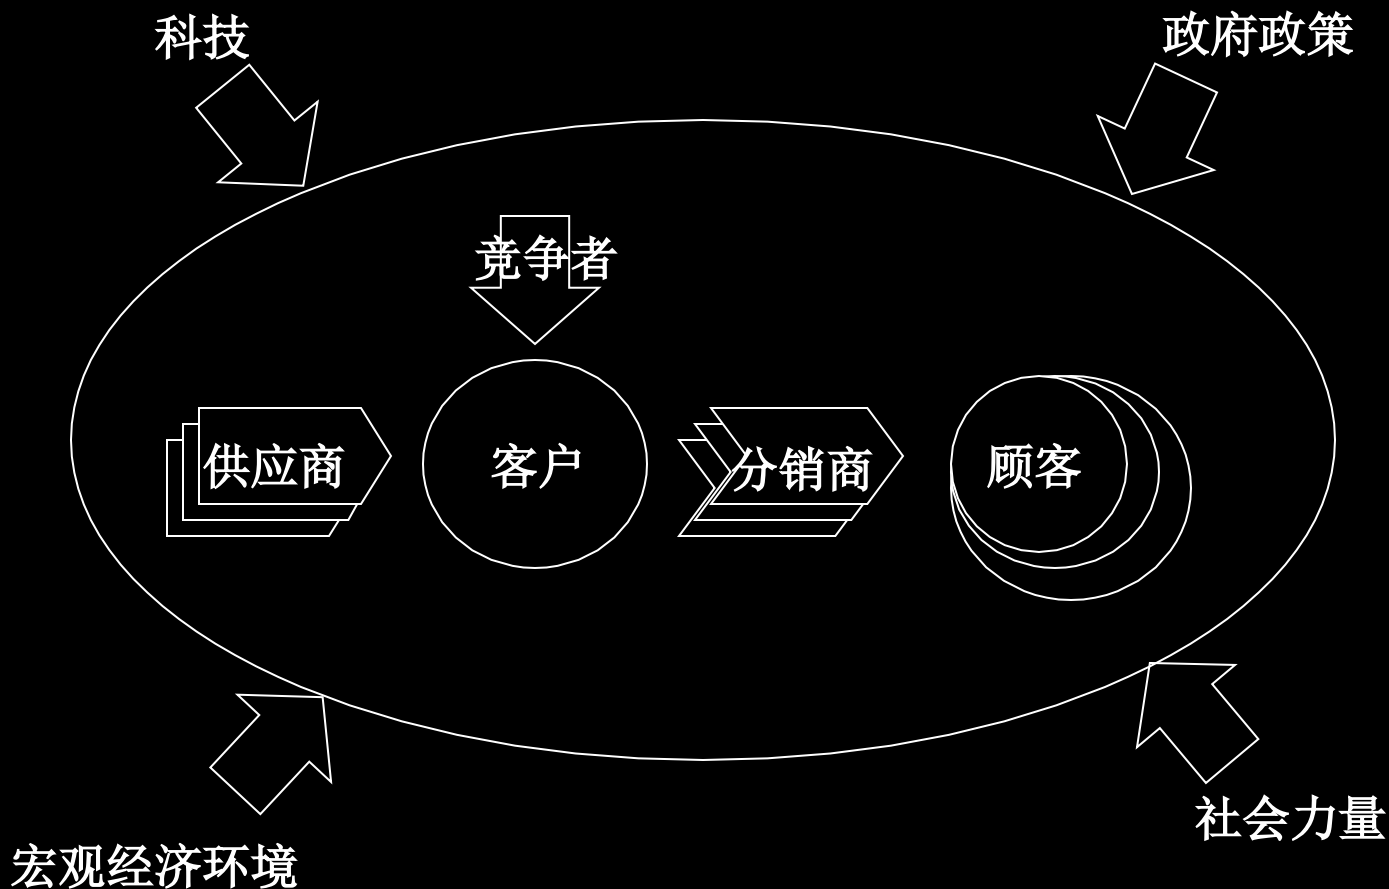 科技
政府政策
竞争者
供应商
客户
分销商
顾客
社会力量
宏观经济环境